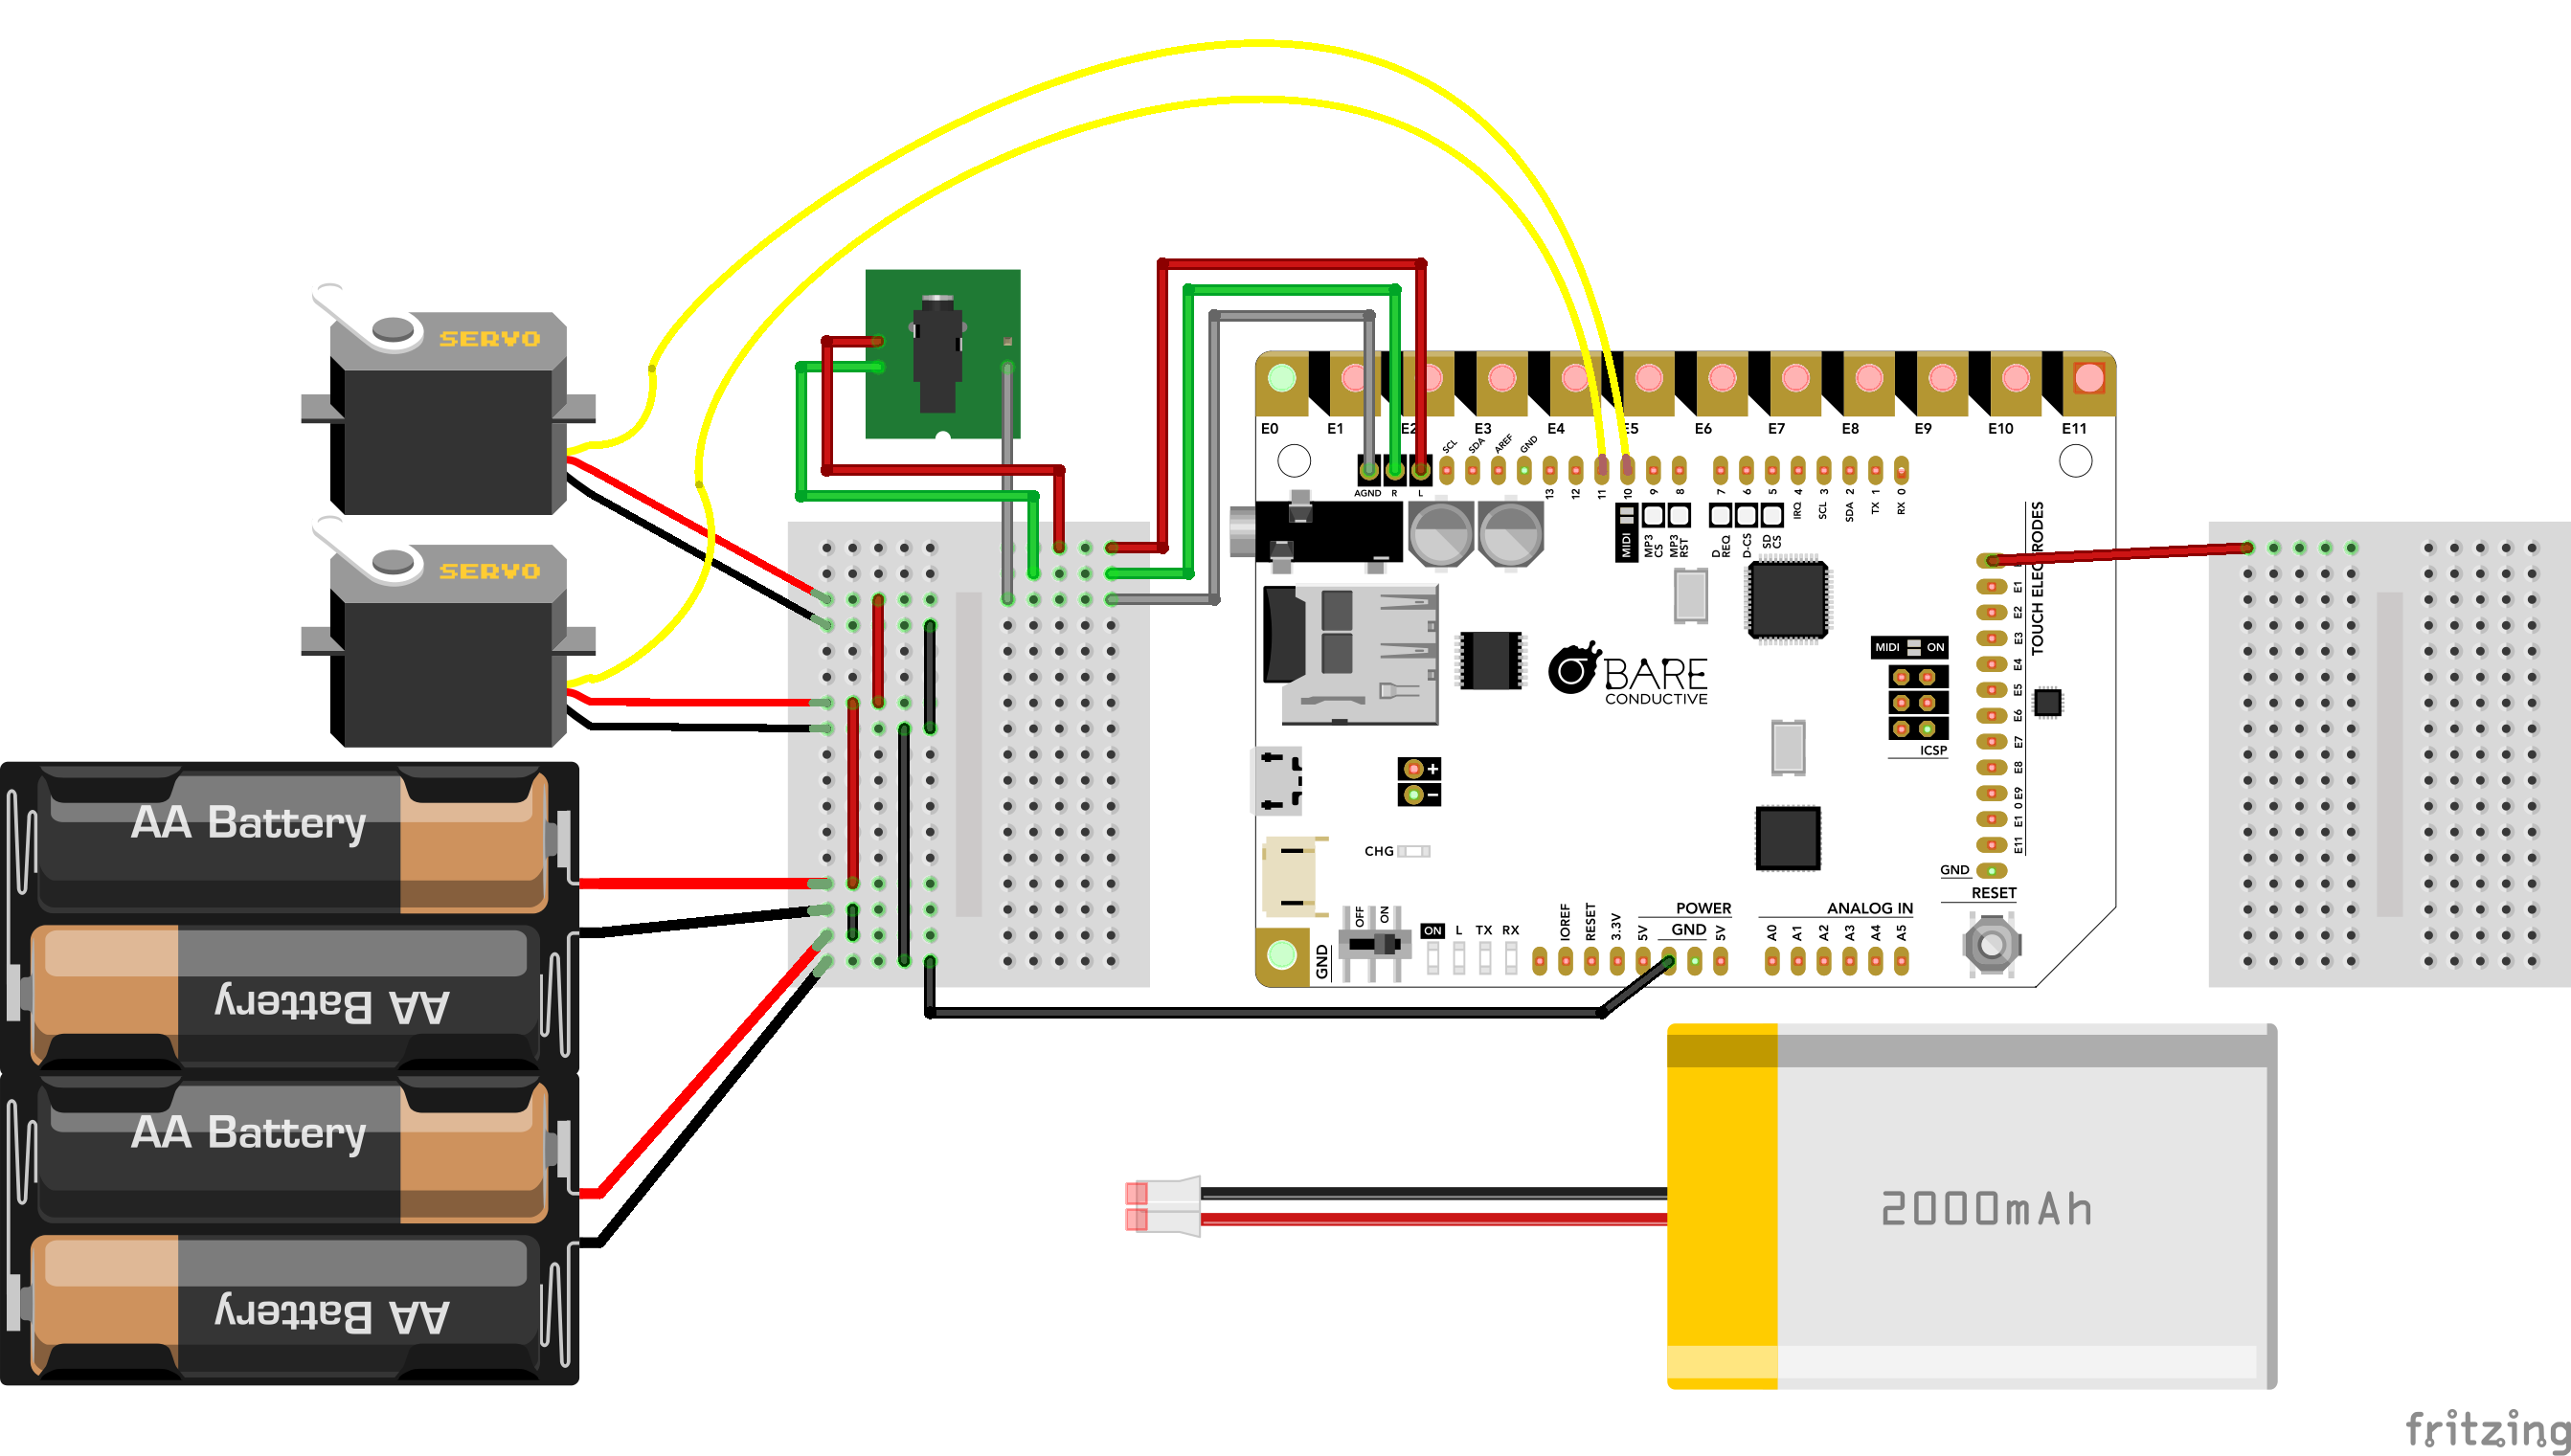 SERVO
SERVO
AA Battery
AA Battery
AA Battery
AA Battery
E0 E1 E2 E3 E4 E5 E6 E7 E8 E9 E10 E11
SCL SDA AREF GND
AGND R L
13 12 11 10 9 8 7 6 5 IRQ 4 SCL 3 SDA 2 TX 1 RX 0
MIDI
MP3 CS
MP3 RST
D REQ
D-CS
SD CS
TOUCH ELECTRODES
E1
E2
E3
E4
E5
E6
E7
E8
E9
E1 0
E11
GND
BARE
CONDUCTIVE
MIDI ON
ICSP
+
−
CHG
RESET
OFF ON
GND
ON L TX RX
IOREF RESET 3.3V 5V GND 5V
POWER
ANALOG IN
A0 A1 A2 A3 A4 A5
2000mAh
fritzing